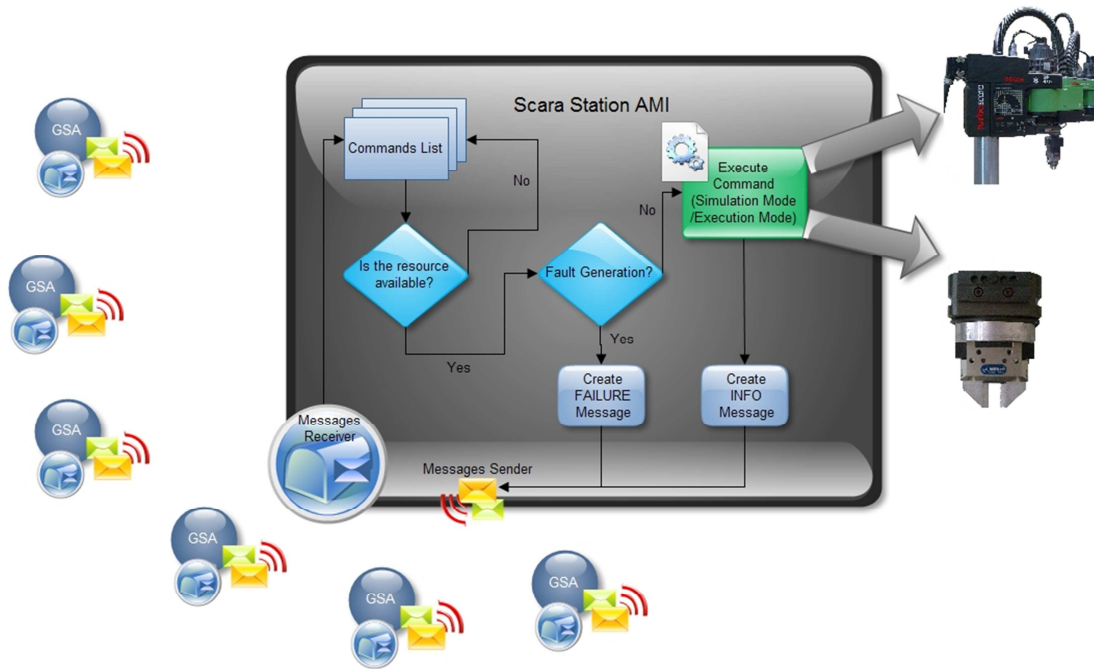 Scara Station AMI
GSA
Commands List
No
Execute
Command
(Simulation Mode
/Execution Mode)
No
Is the resource
available?
Fault Generation?
GSA
Yes
Yes
Create
FAILURE
Message
Create
INFO
Message
GSA
Messages
Receiver
Messages Sender
GSA
GSA
GSA